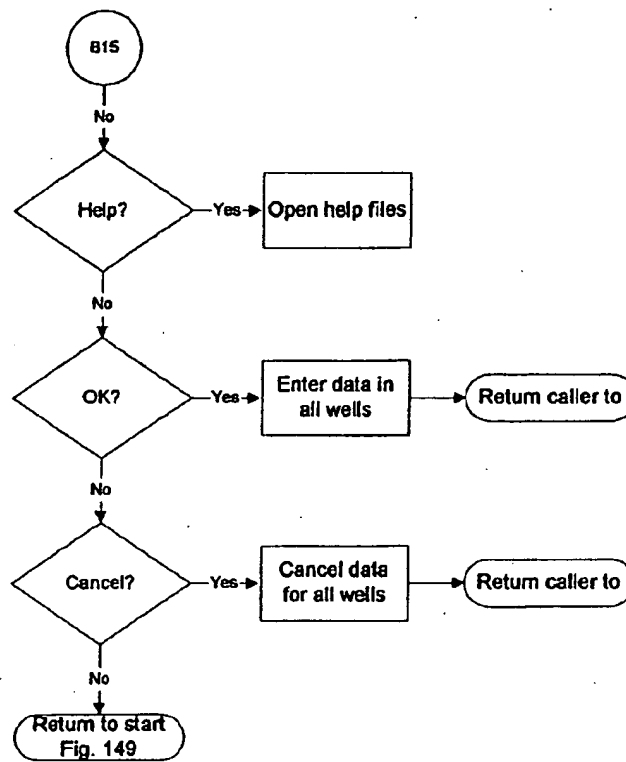 815
No
Help?
Yes
Open help files
No
OK?
Yes
Enter data in
all wells
Return caller to
No
Cancel?
Yes
Cancel data
for all wells
Return caller to
No
Return to start
Fig. 149